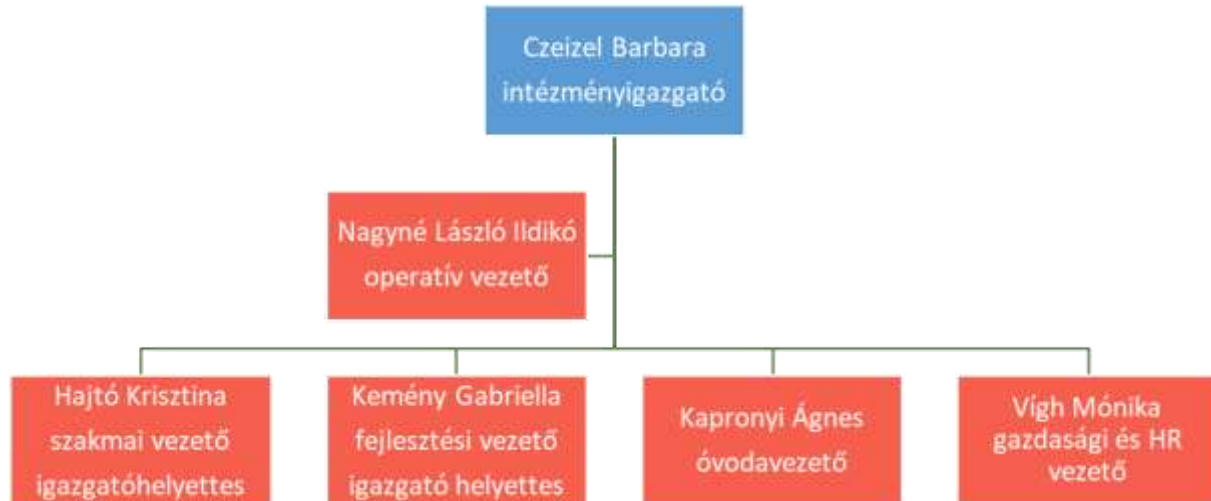 Czeizel Barbara
intézményigazgató
Nagyné László Ildikó
operatív vezető
Hajtó Krisztina
szakmai vezető
igazgatóhelyettes
Kemény Gabriella
fejlesztési vezető
igazgató helyettes
Kapronyi Ágnes
óvodavezető
Vígh Mónika
gazdasági és HR
vezető